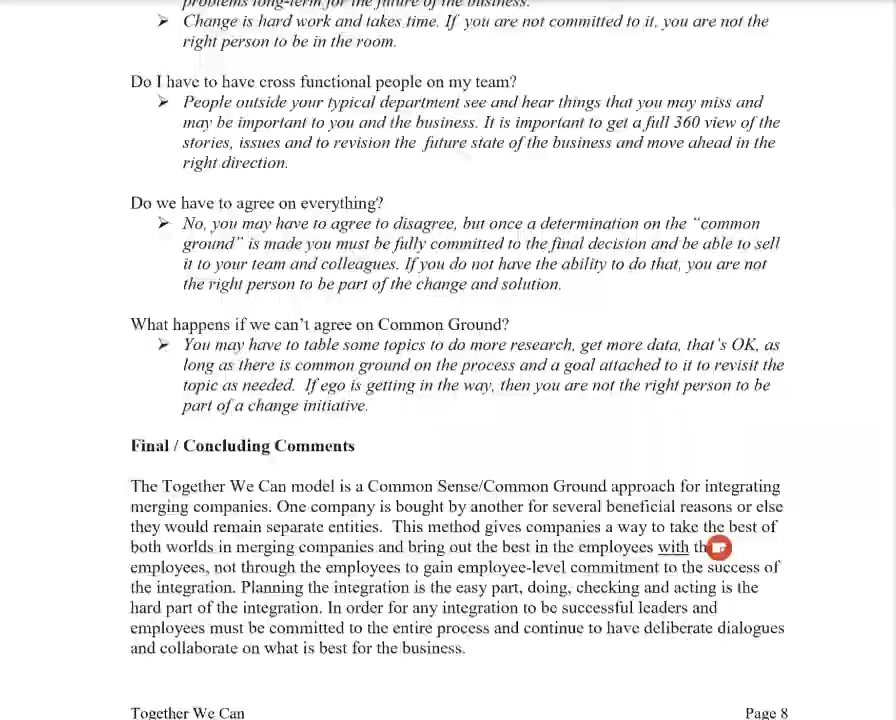 problems long-term for the future of the business.
➢ Change is hard work and takes time. If you are not committed to it, you are not the
right person to be in the room.
Do I have to have cross functional people on my team?
➢ People outside your typical department see and hear things that you may miss and
may be important to you and the business. It is important to get a full 360 view of the
stories, issues and to revision the future state of the business and move ahead in the
right direction.
Do we have to agree on everything?
➢ No, you may have to agree to disagree, but once a determination on the “common
ground” is made you must be fully committed to the final decision and be able to sell
it to your team and colleagues. If you do not have the ability to do that, you are not
the right person to be part of the change and solution.
What happens if we can’t agree on Common Ground?
➢ You may have to table some topics to do more research, get more data, that’s OK, as
long as there is common ground on the process and a goal attached to it to revisit the
topic as needed. If ego is getting in the way, then you are not the right person to be
part of a change initiative.
Final / Concluding Comments
The Together We Can model is a Common Sense/Common Ground approach for integrating
merging companies. One company is bought by another for several beneficial reasons or else
they would remain separate entities. This method gives companies a way to take the best of
both worlds in merging companies and bring out the best in the employees with
employees, not through the employees to gain employee-level commitment to the success of
the integration. Planning the integration is the easy part, doing, checking and acting is the
hard part of the integration. In order for any integration to be successful leaders and
employees must be committed to the entire process and continue to have deliberate dialogues
and collaborate on what is best for the business.
Together We Can Page 8